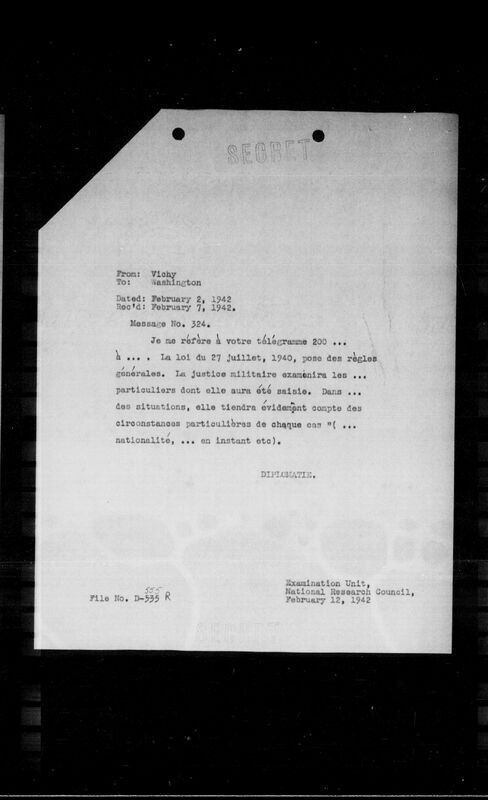 SECRET
From: Vichy
To: Washington
Dated: February 2, 1942
Rec'd: February 7, 1942.
Message No. 324.
Je me réfère à votre télégramme 200 ...
à ... . La loi du 27 juillet, 1940, pose des règles
générales. La justice militaire examinira les ...
particuliers dont elle aura été saisie. Dans ...
des situations, elle tiendra évidemment compte des
circonstances particulières de chaque cas "( ...
nationalité, ... en instant etc).
DIPLOMATIE.
Examination Unit,
National Research Council,
February 12, 1942
555
File No. D-535 R
SECRET